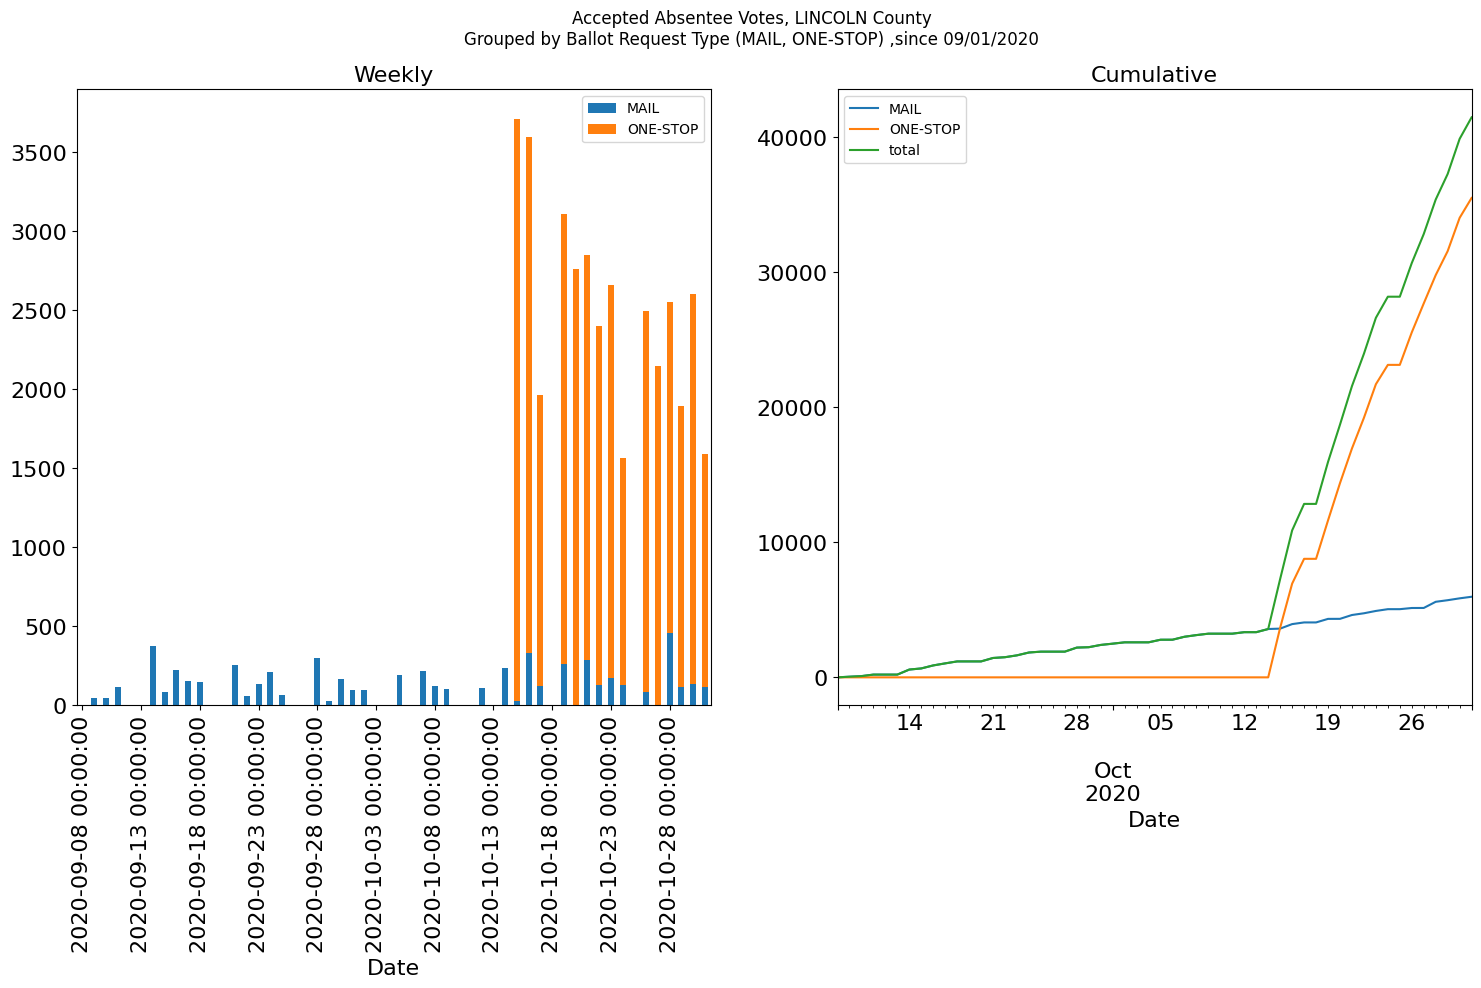 Accepted Absentee Votes, LINCOLN County
Grouped by Ballot Request Type (MAIL, ONE-STOP) ,since 09/01/2020
Weekly
MAIL
ONE-STOP
3500
3000
2500
2000
1500
1000
500
0
2020-09-08 00:00:00
2020-09-13 00:00:00
2020-09-18 00:00:00
2020-09-23 00:00:00
2020-09-28 00:00:00
2020-10-03 00:00:00
2020-10-08 00:00:00
2020-10-13 00:00:00
2020-10-18 00:00:00
2020-10-23 00:00:00
2020-10-28 00:00:00
Date
Cumulative
MAIL
ONE-STOP
total
40000
30000
20000
10000
0
14 21 28 05 12 19 26
Oct
2020
Date